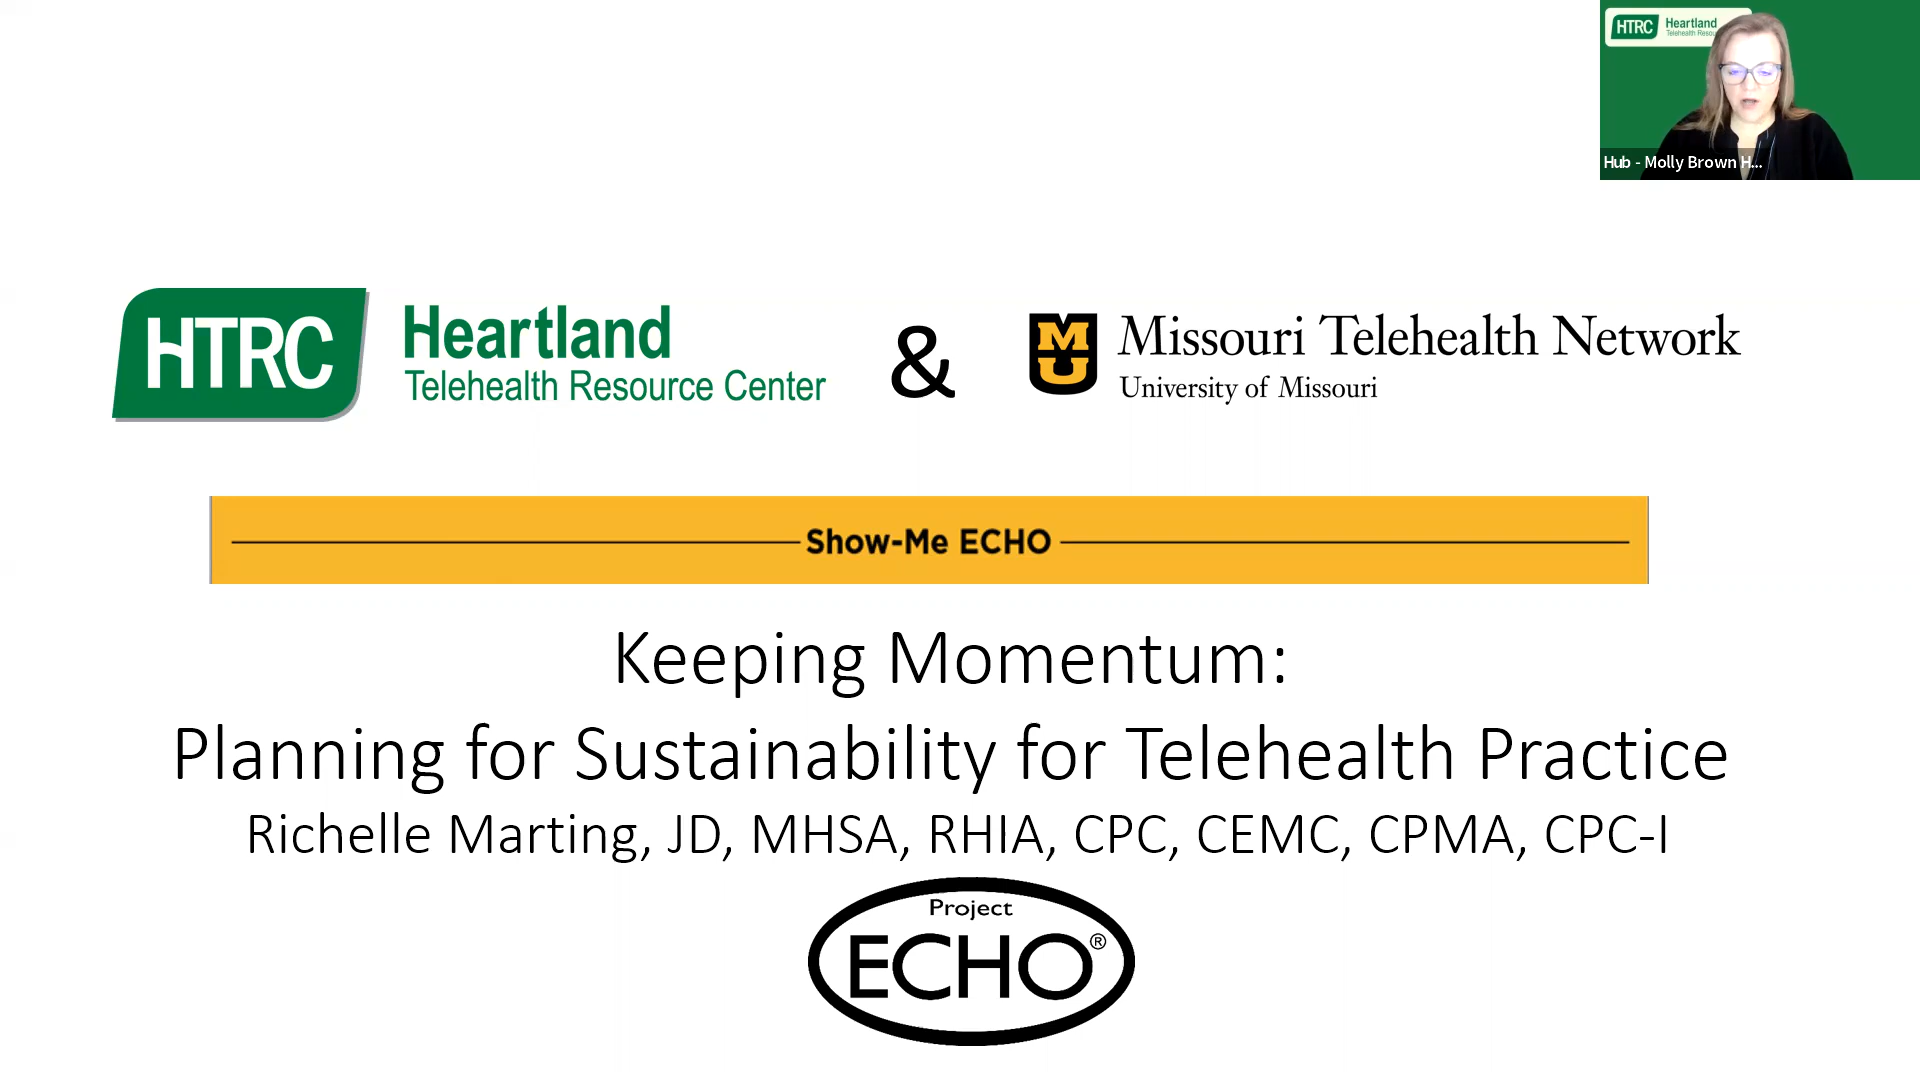 HTRC
Heartland
Telehealth Resou
Hub - Molly Brown H...
HTRC
Heartland
Telehealth Resource Center
&
MU
Missouri Telehealth Network
University of Missouri
Show-Me ECHO
Keeping Momentum:
Planning for Sustainability for Telehealth Practice
Richelle Marting, JD, MHSA, RHIA, CPC, CEMC, CPMA, CPC-I
Project
ECHO®